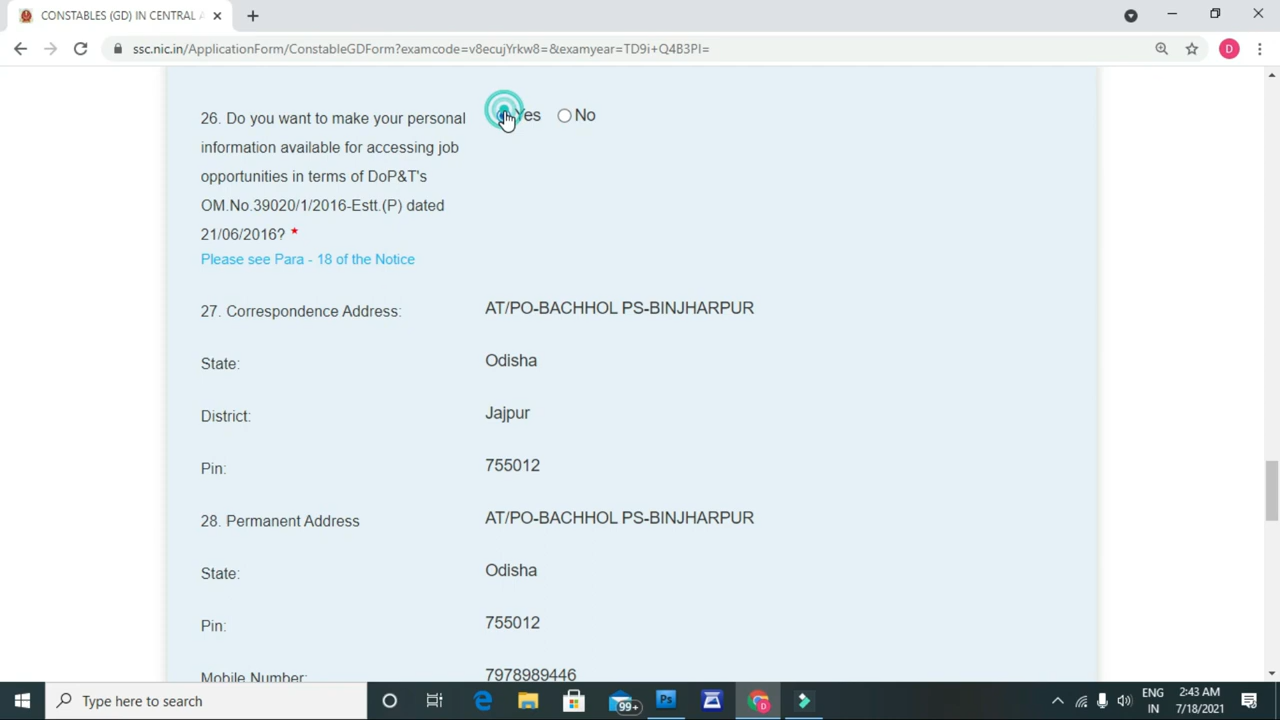 CONSTABLES (GD) IN CENTRAL A
ssc.nic.in/ApplicationForm/ConstableGDForm?examcode=v8ecujYrkw8=&examyear=TD9i+Q4B3PI=
D
26. Do you want to make your personal
information available for accessing job
opportunities in terms of DoP&T's
OM.No.39020/1/2016-Estt.(P) dated
21/06/2016? *
Yes No
Please see Para - 18 of the Notice
27. Correspondence Address: AT/PO-BACHHOL PS-BINJHARPUR
State: Odisha
District: Jajpur
Pin: 755012
28. Permanent Address AT/PO-BACHHOL PS-BINJHARPUR
State: Odisha
Pin: 755012
Mobile Number: 7978989446
Type here to search
99+
Ps
D
ENG
IN
2:43 AM
7/18/2021